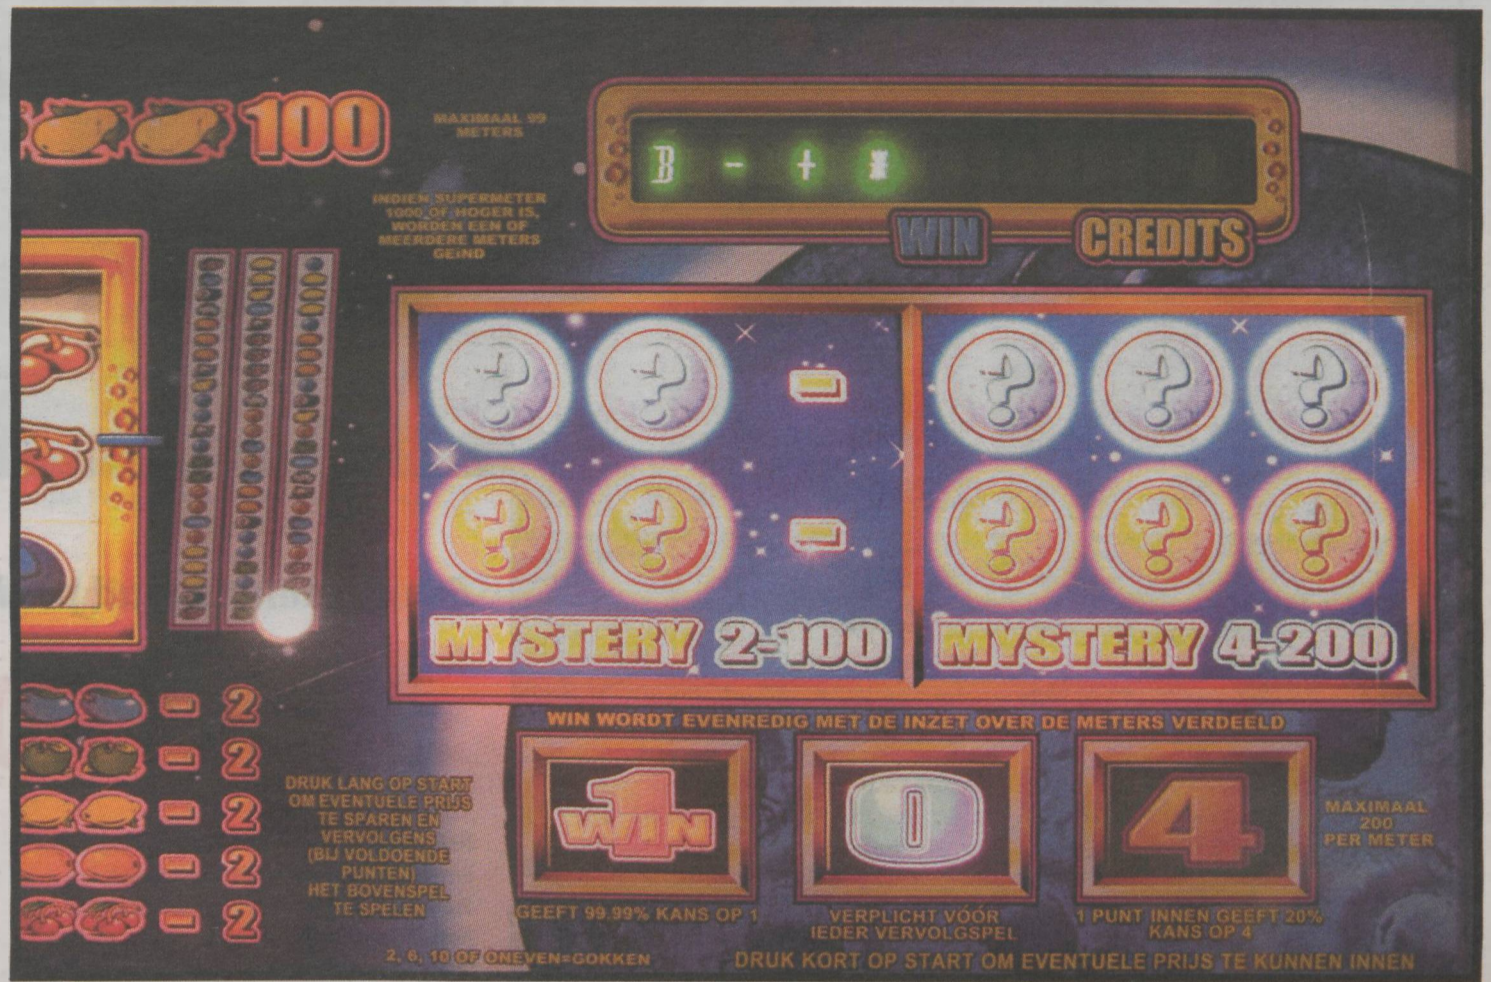 100
MAXIMAAL 99
METERS
B - + *
WIN
CREDITS
INDIEN SUPERMETER
1000 OF HOGER IS,
WORDEN EEN OF
MEERDERE METERS
GEIND
? ? - ? ? ?
? ? - ? ? ?
MYSTERY 2-100
MYSTERY 4-200
WIN WORDT EVENREDIG MET DE INZET OVER DE METERS VERDEELD
- 2
- 2
- 2
- 2
- 2
DRUK LANG OP START
OM EVENTUELE PRIJS
TE SPAREN EN
VERVOLGENS
(BIJ VOLDOENDE
PUNTEN)
HET BOVENSPEL
TE SPELEN
1
WIN
0
4
MAXIMAAL
200
PER METER
GEEFT 99.99% KANS OP 1
VERPLICHT VÓÓR
IEDER VERVOLGSPEL
1 PUNT INNEN GEEFT 20%
KANS OP 4
2, 6, 10 OF ONEVEN=GOKKEN
DRUK KORT OP START OM EVENTUELE PRIJS TE KUNNEN INNEN